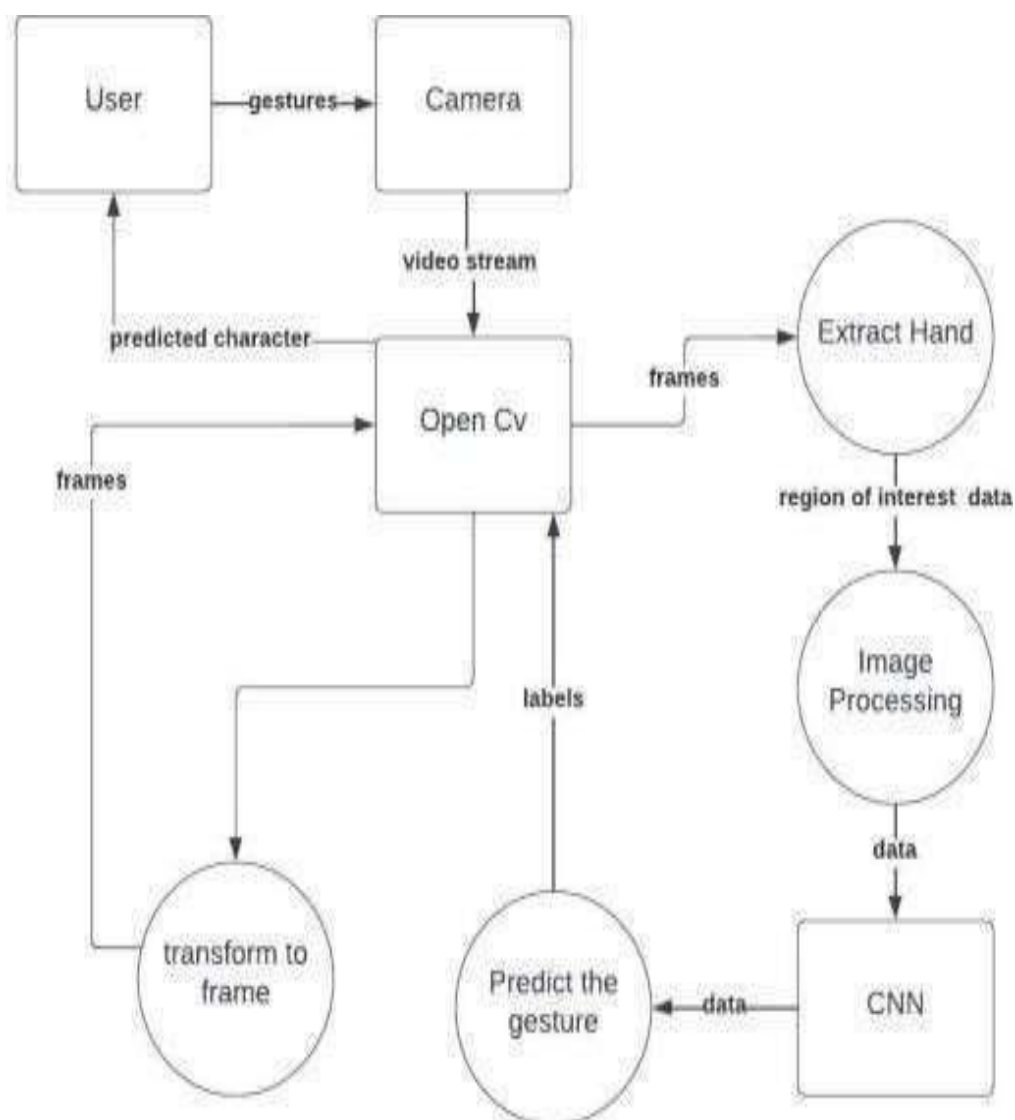 User
gestures
Camera
video stream
predicted character
Extract Hand
frames
Open Cv
frames
region of interest data
Image
Processing
labels
data
transform to
frame
Predict the
gesture
data
CNN